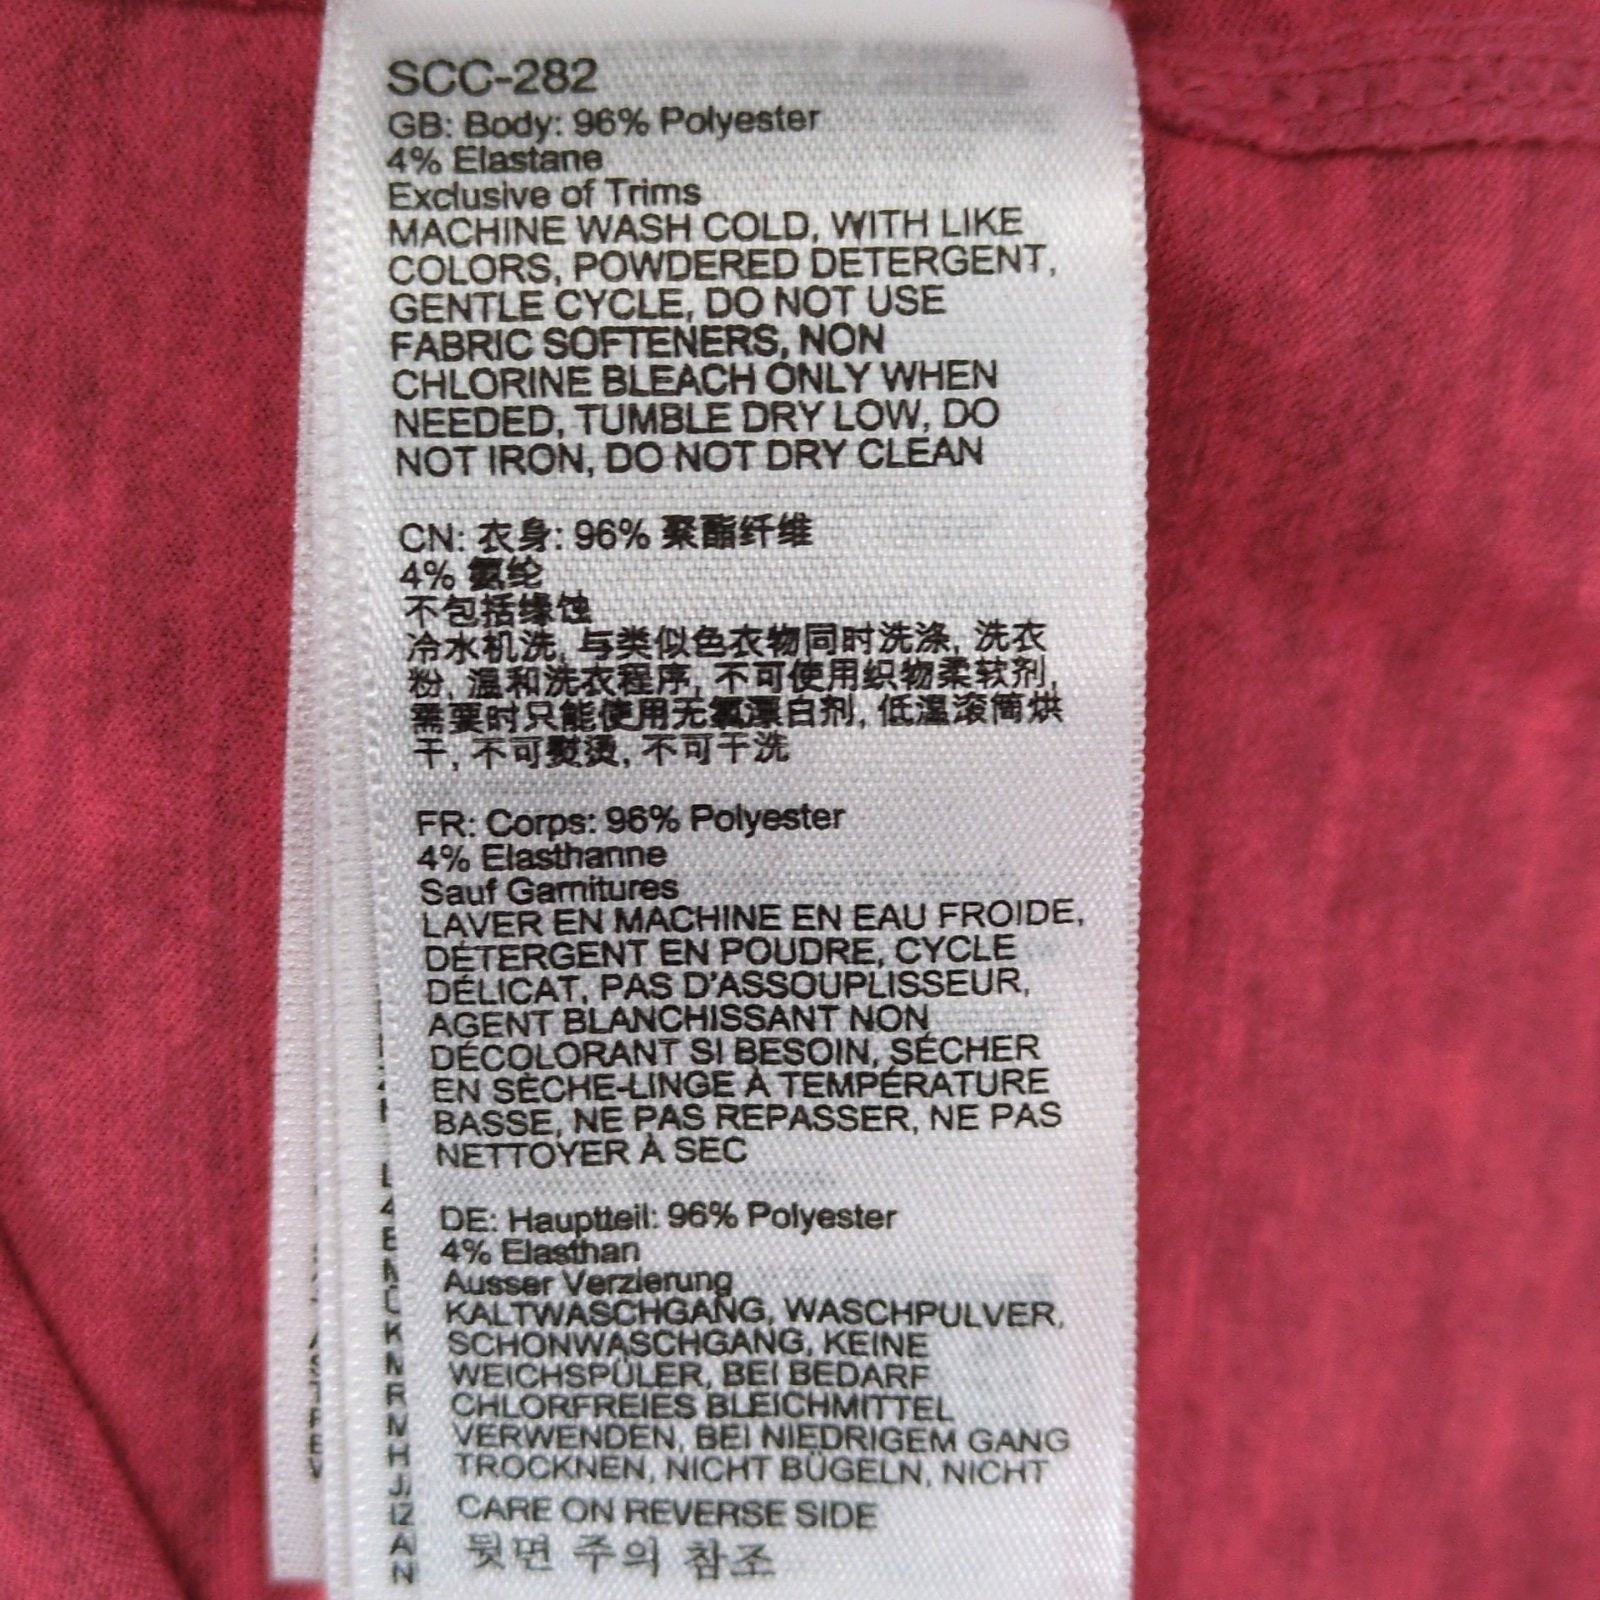 SCC-282
GB: Body: 96% Polyester
4% Elastane
Exclusive of Trims
MACHINE WASH COLD, WITH LIKE
COLORS, POWDERED DETERGENT,
GENTLE CYCLE, DO NOT USE
FABRIC SOFTENERS, NON
CHLORINE BLEACH ONLY WHEN
NEEDED, TUMBLE DRY LOW, DO
NOT IRON, DO NOT DRY CLEAN
CN: 衣身: 96% 聚酯纤维
4% 氨纶
不包括缘蚀
冷水机洗, 与类似色衣物同时洗涤, 洗衣
粉, 温和洗衣程序, 不可使用织物柔软剂,
需要时只能使用无氯漂白剂, 低温滚筒烘
干, 不可熨烫, 不可干洗
FR: Corps: 96% Polyester
4% Elasthanne
Sauf Garnitures
LAVER EN MACHINE EN EAU FROIDE,
DÉTERGENT EN POUDRE, CYCLE
DÉLICAT, PAS D'ASSOUPLISSEUR,
AGENT BLANCHISSANT NON
DÉCOLORANT SI BESOIN, SÉCHER
EN SÈCHE-LINGE À TEMPÉRATURE
BASSE, NE PAS REPASSER, NE PAS
NETTOYER À SEC
DE: Hauptteil: 96% Polyester
4% Elasthan
Ausser Verzierung
KALTWASCHGANG, WASCHPULVER,
SCHONWASCHGANG, KEINE
WEICHSPÜLER, BEI BEDARF
CHLORFREIES BLEICHMITTEL
VERWENDEN, BEI NIEDRIGEM GANG
TROCKNEN, NICHT BÜGELN, NICHT
CARE ON REVERSE SIDE
뒷면 주의 참조